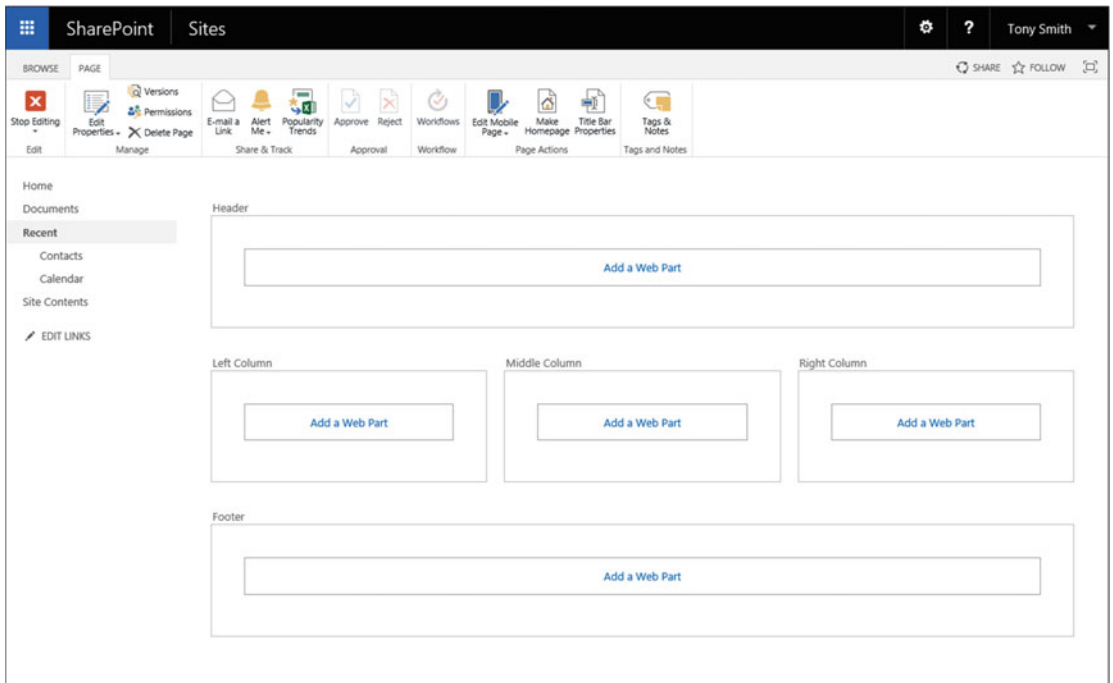 SharePoint Sites ? Tony Smith
BROWSE PAGE SHARE FOLLOW
Stop Editing
Edit
Edit
Properties
Versions
Permissions
Delete Page
Manage
E-mail a
Link
Alert
Me
Popularity
Trends
Share & Track
Approve Reject
Approval
Workflows
Workflow
Edit Mobile
Page
Make
Homepage
Title Bar
Properties
Page Actions
Tags &
Notes
Tags and Notes
Home
Documents
Recent
Contacts
Calendar
Site Contents
EDIT LINKS
Header
Add a Web Part
Left Column Middle Column Right Column
Add a Web Part Add a Web Part Add a Web Part
Footer
Add a Web Part